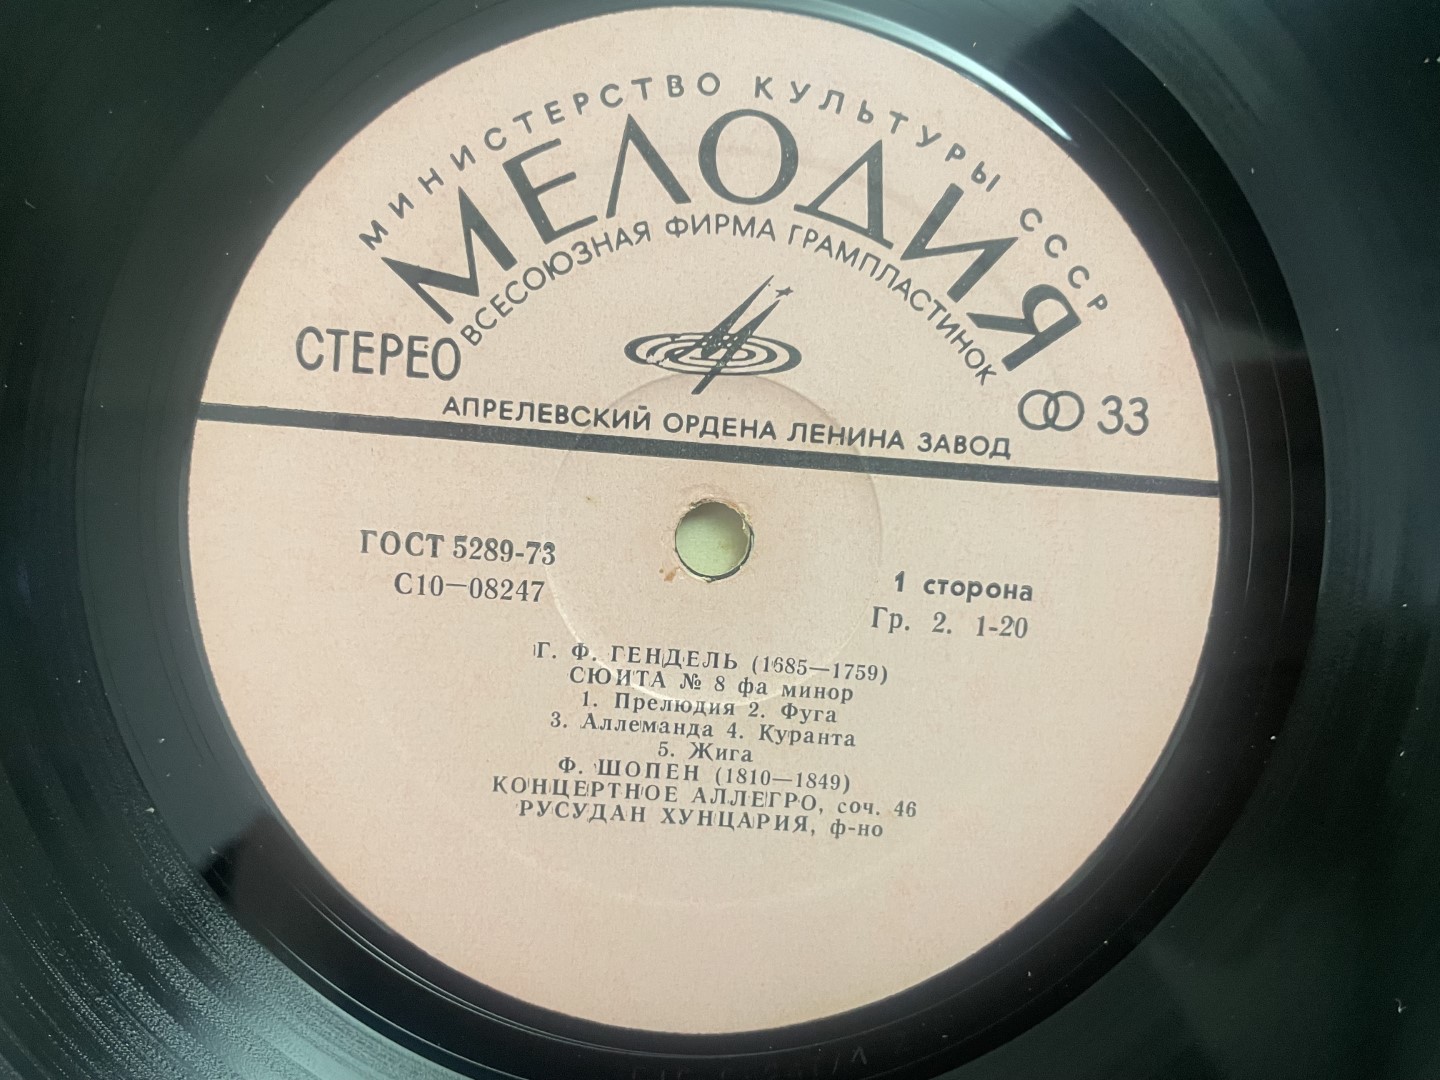 МИНИСТЕРСТВО КУЛЬТУРЫ СССР
МЕЛОДИЯ
ВСЕСОЮЗНАЯ ФИРМА ГРАМПЛАСТИНОК
СТЕРЕО
33
АПРЕЛЕВСКИЙ ОРДЕНА ЛЕНИНА ЗАВОД
ГОСТ 5289-73
С10—08247
1 сторона
Гр. 2. 1-20
Г. Ф. ГЕНДЕЛЬ (1685—1759)
СЮИТА № 8 фа минор
1. Прелюдия 2. Фуга
3. Аллеманда 4. Куранта
5. Жига
Ф. ШОПЕН (1810—1849)
КОНЦЕРТНОЕ АЛЛЕГРО, соч. 46
РУСУДАН ХУНЦАРИЯ, ф-но